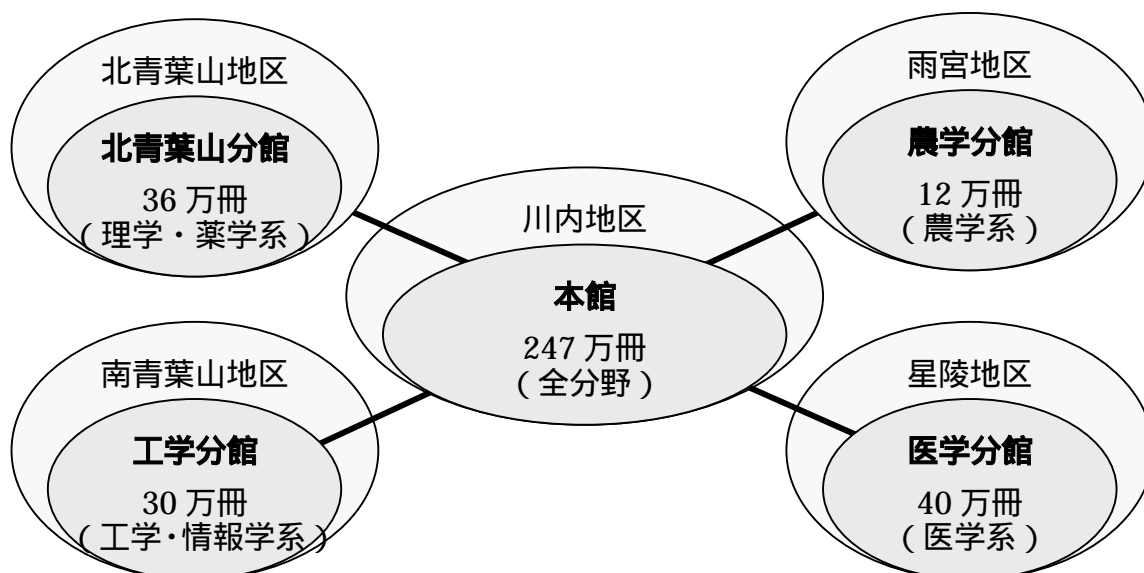 北青葉山地区
北青葉山分館
36 万冊
(理学・薬学系)
雨宮地区
農学分館
12 万冊
(農学系)
川内地区
本館
247 万冊
(全分野)
南青葉山地区
工学分館
30 万冊
(工学・情報学系)
星陵地区
医学分館
40 万冊
(医学系)